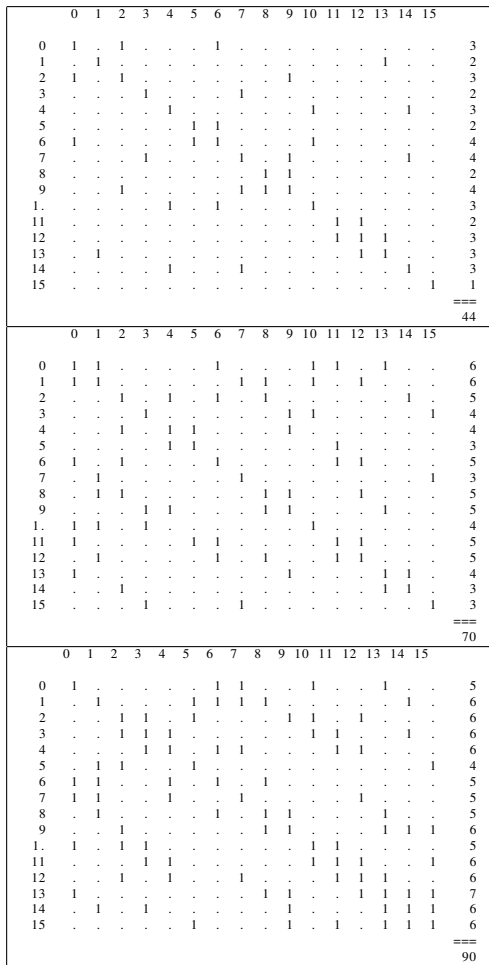 0 1 2 3 4 5 6 7 8 9 10 11 12 13 14 15
0 1 . 1 . . . 1 . . . . . . . . . 3
1 . 1 . . . . . . . . . . . 1 . . 2
2 1 . 1 . . . . . . 1 . . . . . . 3
3 . . . 1 . . . 1 . . . . . . . . 2
4 . . . . 1 . . . . . 1 . . . 1 . 3
5 . . . . . 1 1 . . . . . . . . . 2
6 1 . . . . 1 1 . . . 1 . . . . . 4
7 . . . 1 . . . 1 . 1 . . . . 1 . 4
8 . . . . . . . . 1 1 . . . . . . 2
9 . . 1 . . . . 1 1 1 . . . . . . 4
1. . . . . 1 . 1 . . . 1 . . . . . 3
11 . . . . . . . . . . . 1 1 . . . 2
12 . . . . . . . . . . . 1 1 1 . . 3
13 . 1 . . . . . . . . . . 1 1 . . 3
14 . . . . 1 . . 1 . . . . . . 1 . 3
15 . . . . . . . . . . . . . . . 1 1
===
44
0 1 2 3 4 5 6 7 8 9 10 11 12 13 14 15
0 1 1 . . . . 1 . . . 1 1 . 1 . . 6
1 1 1 . . . . . 1 1 . 1 . 1 . . . 6
2 . . 1 . 1 . 1 . 1 . . . . . 1 . 5
3 . . . 1 . . . . . 1 1 . . . . 1 4
4 . . 1 . 1 1 . . . 1 . . . . . . 4
5 . . . . 1 1 . . . . . 1 . . . . 3
6 1 . 1 . . . 1 . . . . 1 1 . . . 5
7 . 1 . . . . . 1 . . . . . . . 1 3
8 . 1 1 . . . . . 1 1 . . 1 . . . 5
9 . . . 1 1 . . . 1 1 . . . 1 . . 5
1. 1 1 . 1 . . . . . . 1 . . . . . 4
11 1 . . . . 1 1 . . . . 1 1 . . . 5
12 . 1 . . . . 1 . 1 . . 1 1 . . . 5
13 1 . . . . . . . . 1 . . . 1 1 . 4
14 . . 1 . . . . . . . . . . 1 1 . 3
15 . . . 1 . . . 1 . . . . . . . 1 3
===
70
0 1 2 3 4 5 6 7 8 9 10 11 12 13 14 15
0 1 . . . . . 1 1 . . 1 . . 1 . . 5
1 . 1 . . . 1 1 1 1 . . . . . 1 . 6
2 . . 1 1 . 1 . . . 1 1 . 1 . . . 6
3 . . 1 1 1 . . . . . 1 1 . . 1 . 6
4 . . . 1 1 . 1 1 . . . 1 1 . . . 6
5 . 1 1 . . 1 . . . . . . . . . 1 4
6 1 1 . . 1 . 1 . 1 . . . . . . . 5
7 1 1 . . 1 . . 1 . . . . 1 . . . 5
8 . 1 . . . . 1 . 1 1 . . . 1 . . 5
9 . . 1 . . . . . 1 1 . . . 1 1 1 6
1. 1 . 1 1 . . . . . . 1 1 . . . . 5
11 . . . 1 1 . . . . . 1 1 1 . . 1 6
12 . . 1 . 1 . . 1 . . . 1 1 1 . . 6
13 1 . . . . . . . 1 1 . . 1 1 1 1 7
14 . 1 . 1 . . . . . 1 . . . 1 1 1 6
15 . . . . . 1 . . . 1 . 1 . 1 1 1 6
===
90